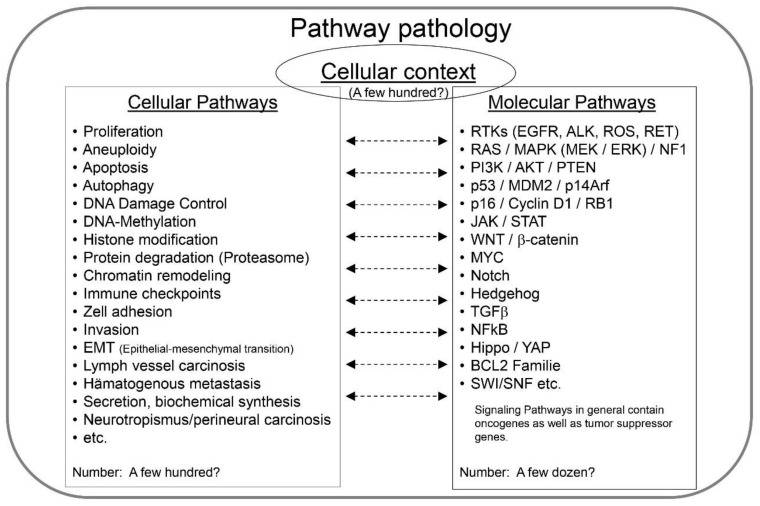 Pathway pathology
Cellular context
(A few hundred?)
Cellular Pathways
• Proliferation
• Aneuploidy
• Apoptosis
• Autophagy
• DNA Damage Control
• DNA-Methylation
• Histone modification
• Protein degradation (Proteasome)
• Chromatin remodeling
• Immune checkpoints
• Zell adhesion
• Invasion
• EMT (Epithelial-mesenchymal transition)
• Lymph vessel carcinosis
• Hämatogenous metastasis
• Secretion, biochemical synthesis
• Neurotropismus/perineural carcinosis
• etc.
Number: A few hundred?
Molecular Pathways
• RTKs (EGFR, ALK, ROS, RET)
• RAS / MAPK (MEK / ERK) / NF1
• PI3K / AKT / PTEN
• p53 / MDM2 / p14Arf
• p16 / Cyclin D1 / RB1
• JAK / STAT
• WNT / β-catenin
• MYC
• Notch
• Hedgehog
• TGFβ
• NFkB
• Hippo / YAP
• BCL2 Familie
• SWI/SNF etc.
Signaling Pathways in general contain
oncogenes as well as tumor suppressor
genes.
Number: A few dozen?